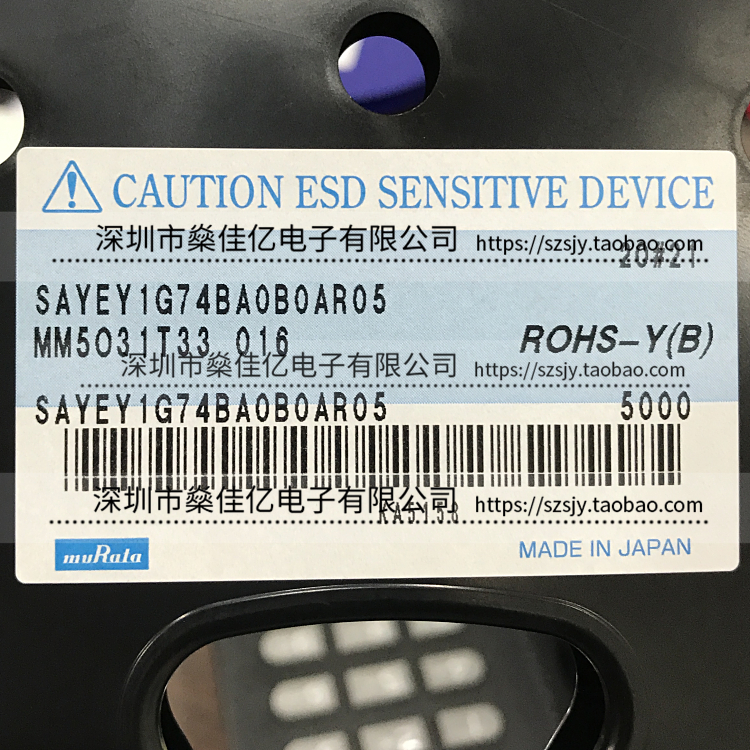 CAUTION ESD SENSITIVE DEVICE
深圳市燊佳亿电子有限公司 https://szsjy.taobao.com
20#21
SAYEY1G74BA0B0AR05
MM5031T33 016 ROHS-Y(B)
深圳市燊佳亿电子有限公司 https://szsjy.taobao.com
SAYEY1G74BA0B0AR05 5000
深圳市燊佳亿电子有限公司 https://szsjy.taobao.com
KA5158
muRata MADE IN JAPAN